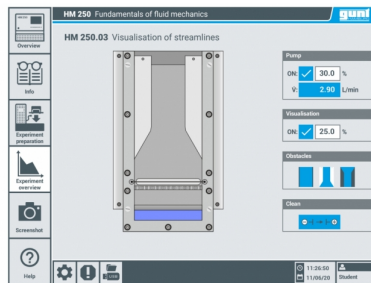 HM 250 Fundamentals of fluid mechanics
gunt
HM 250.03 Visualisation of streamlines
Overview
Info
Experiment preparation
Experiment overview
Screenshot
Help
Pump
ON: 30.0 %
V̇: 2.90 L/min
Visualisation
ON: 25.0 %
Obstacles
Clean
11:26:50
11/06/20 Student